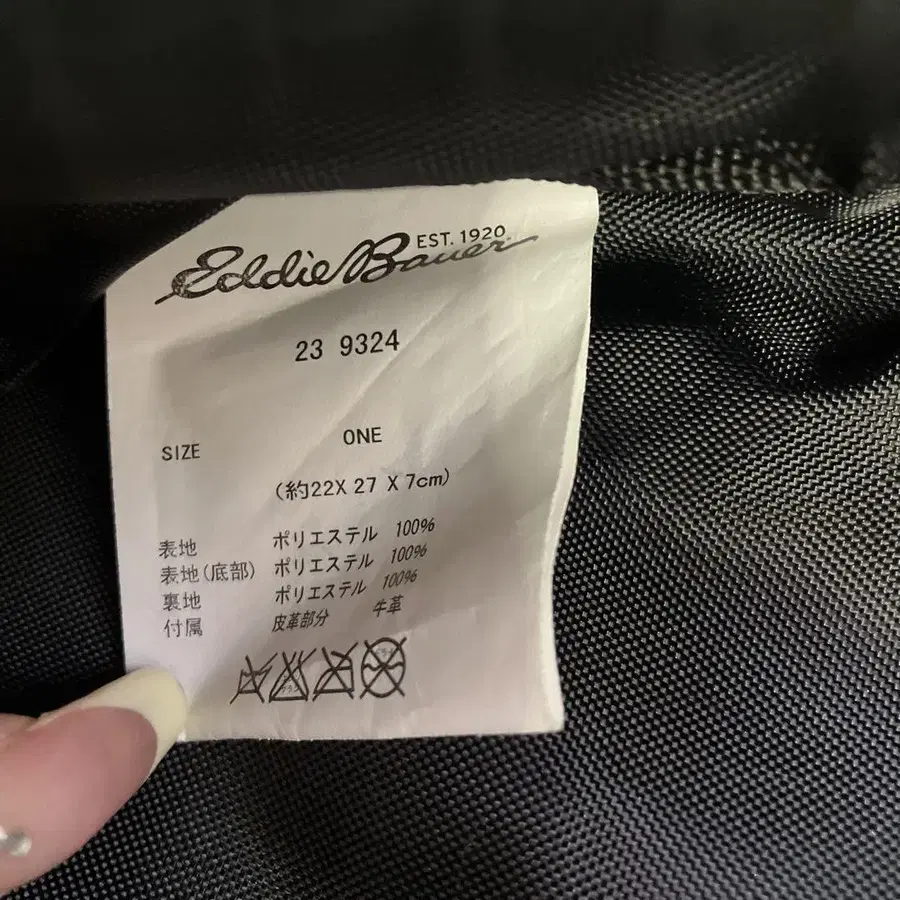 Eddie Bauer EST. 1920
23 9324
SIZE ONE
(約22X 27 X 7cm)
表地 ポリエステル 100%
表地(底部) ポリエステル 100%
裏地 ポリエステル 100%
付属 皮革部分 牛革